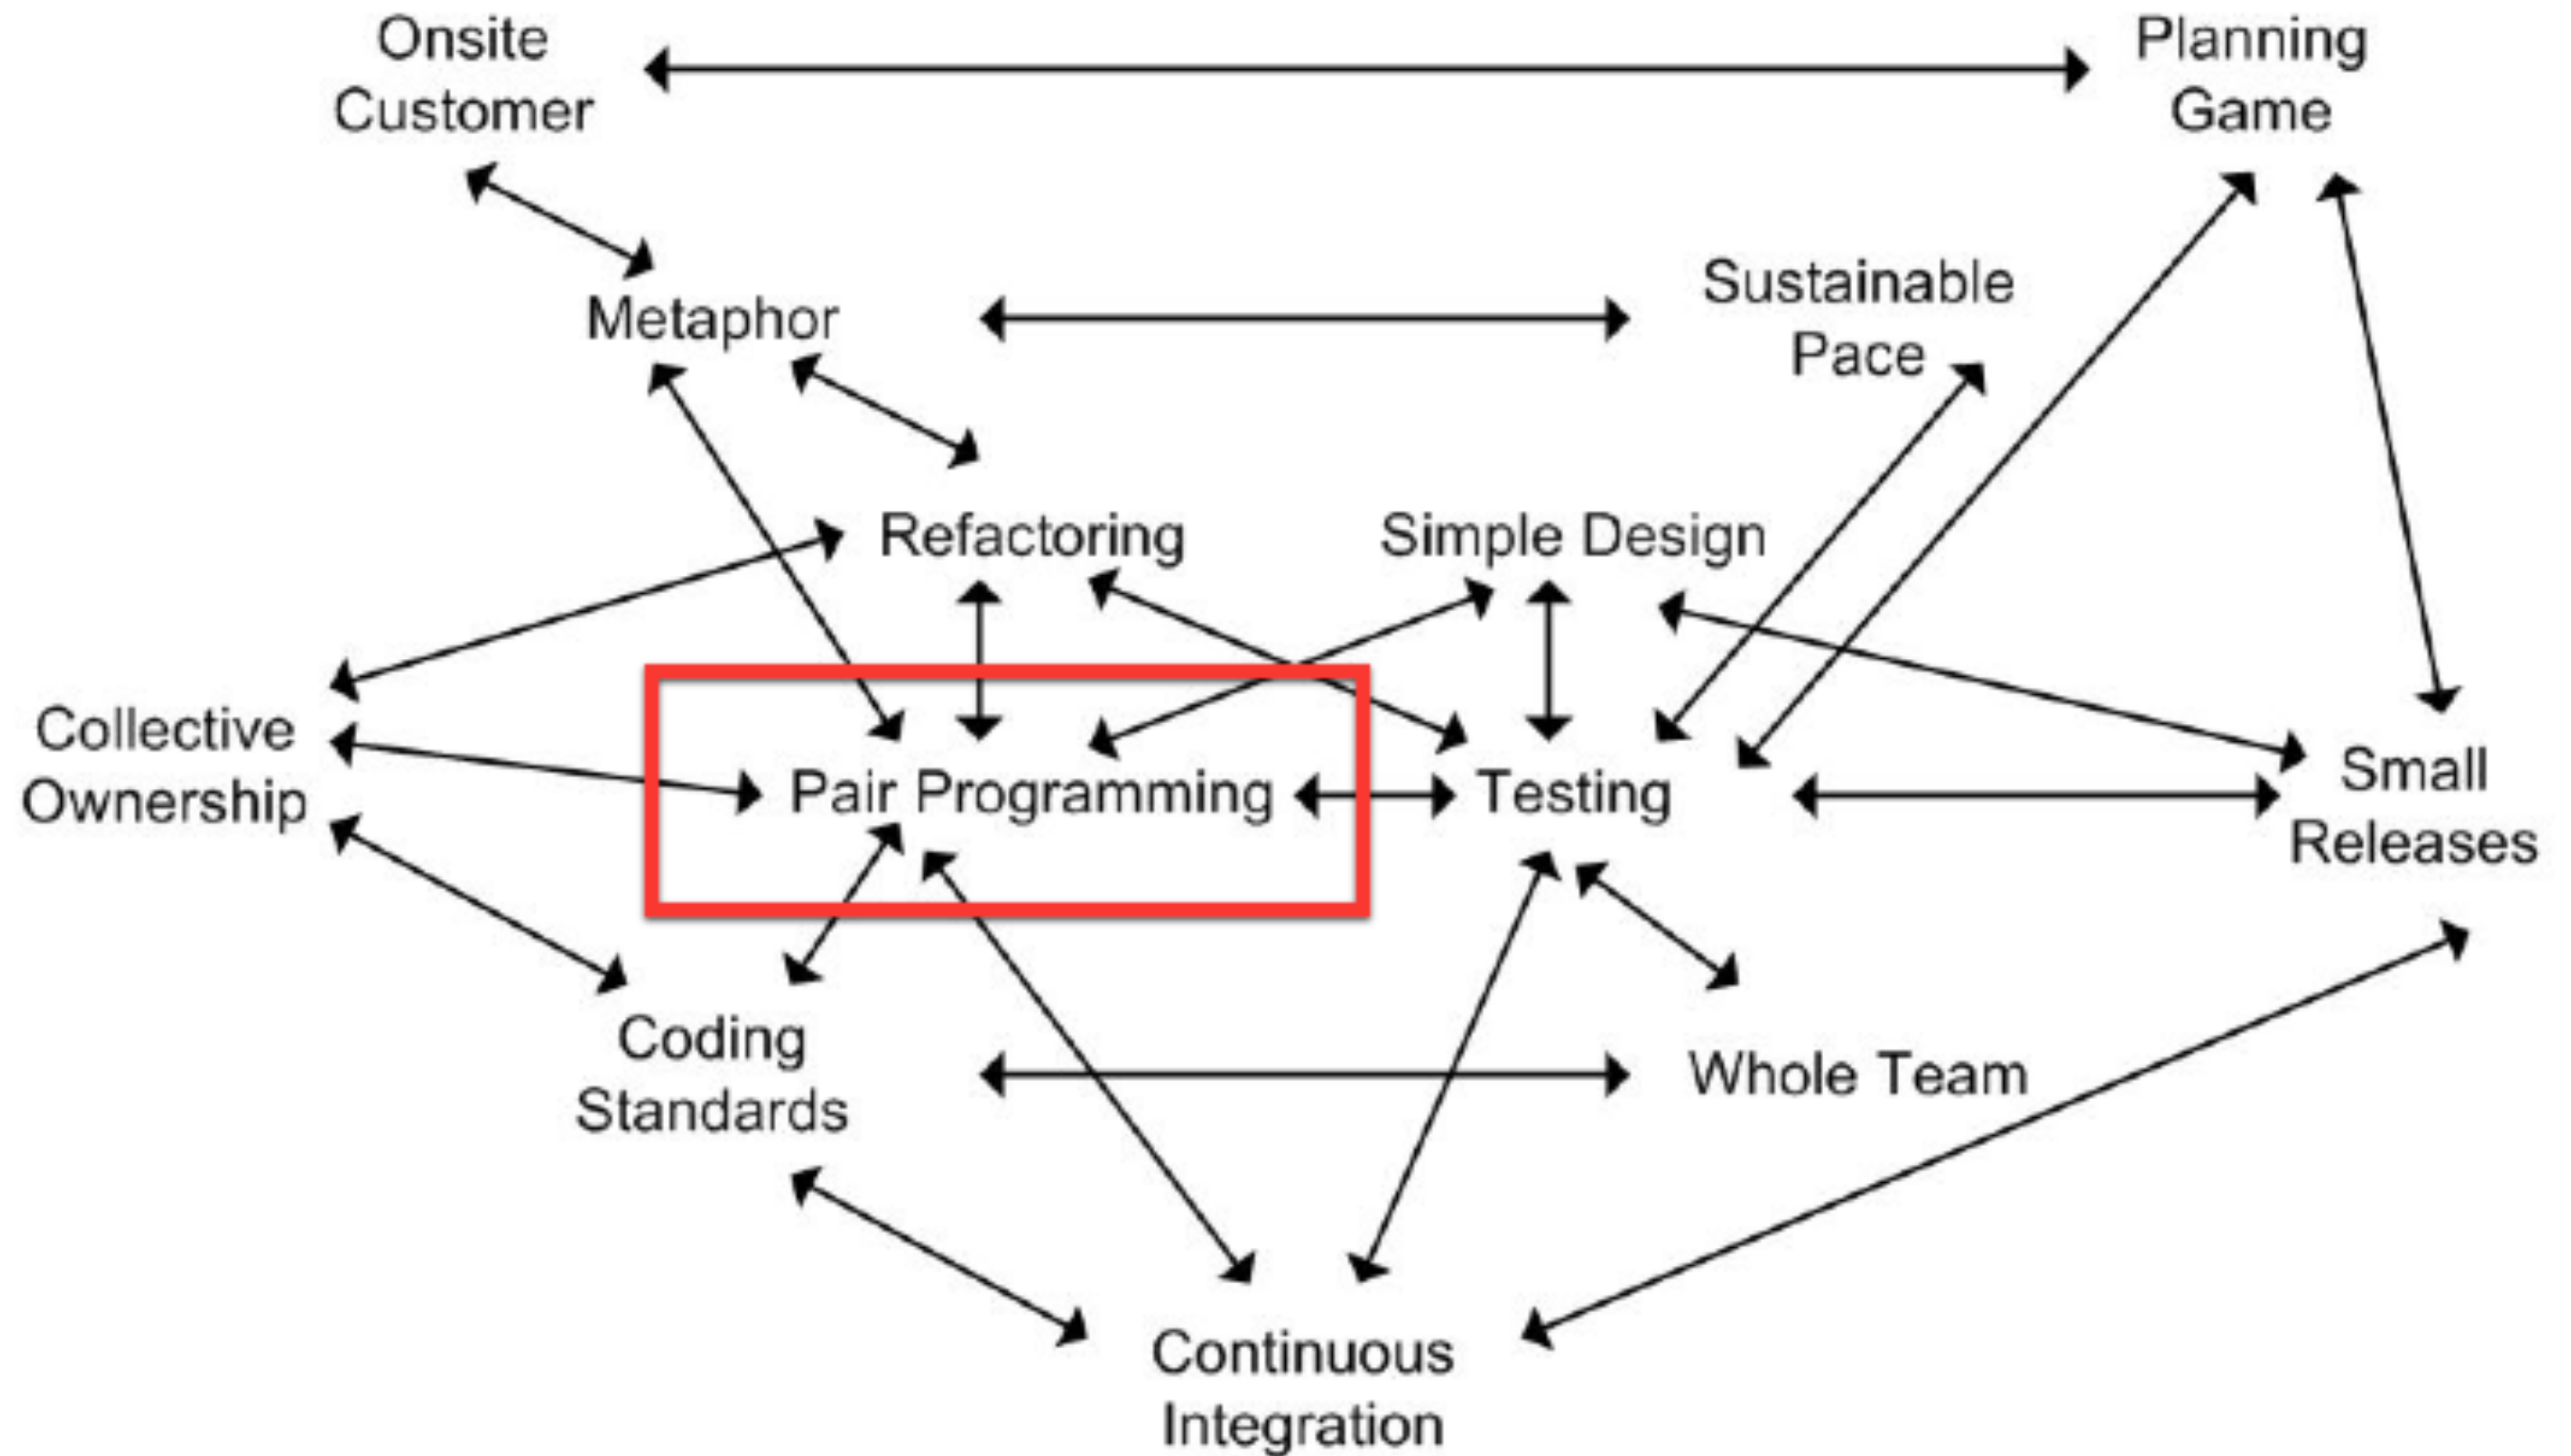 Onsite
Customer
Planning
Game
Metaphor
Sustainable
Pace
Refactoring
Simple Design
Collective
Ownership
Pair Programming
Testing
Small
Releases
Coding
Standards
Whole Team
Continuous
Integration